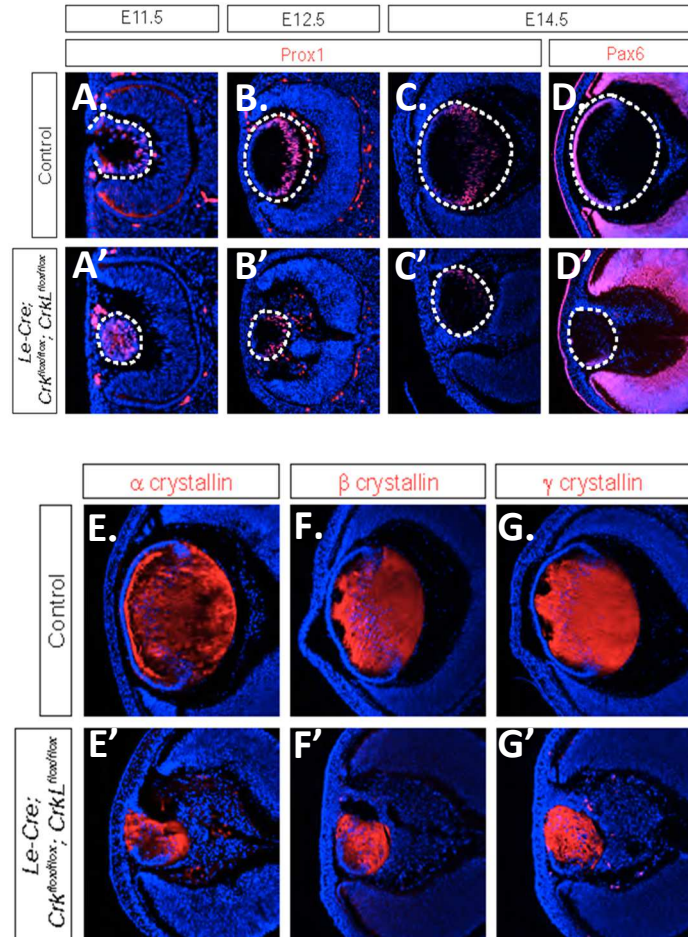 E11.5 E12.5 E14.5
Prox1 Pax6
Control
A. B. C. D.
Le-Cre;
Crk flox/flox; CrkL flox/flox
A' B' C' D'
α crystallin β crystallin γ crystallin
Control
E. F. G.
Le-Cre;
Crk flox/flox; CrkL flox/flox
E' F' G'